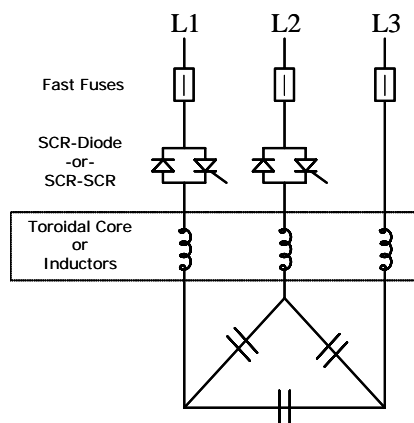 L1 L2 L3
Fast Fuses
SCR-Diode
-or-
SCR-SCR
Toroidal Core
or
Inductors